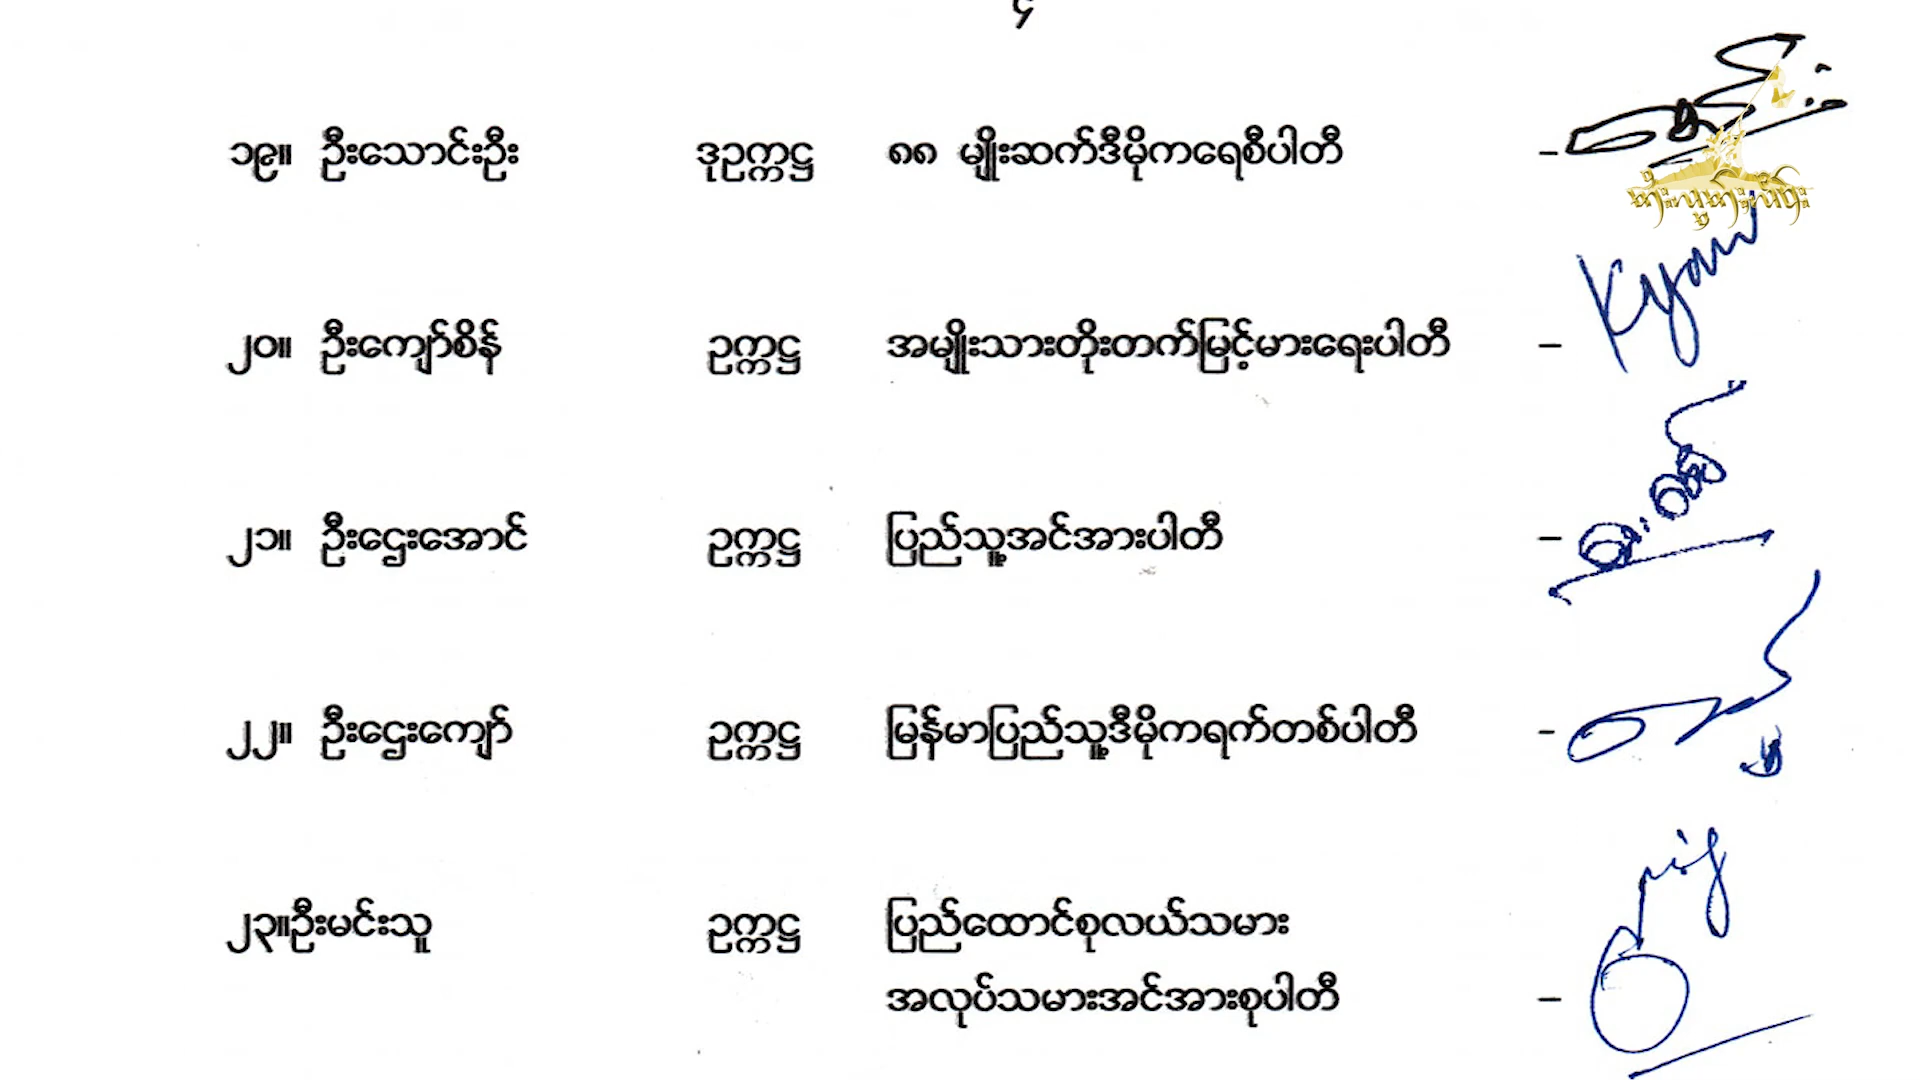 ၄
၁၉။ ဦးသောင်းဦး ဒုဥက္ကဋ္ဌ ၈၈ မျိုးဆက်ဒီမိုကရေစီပါတီ –
၂၀။ ဦးကျော်စိန် ဥက္ကဋ္ဌ အမျိုးသားတိုးတက်မြင့်မားရေးပါတီ – Kyaw
၂၁။ ဦးဌေးအောင် ဥက္ကဋ္ဌ ပြည်သူ့အင်အားပါတီ –
၂၂။ ဦးဌေးကျော် ဥက္ကဋ္ဌ မြန်မာပြည်သူ့ဒီမိုကရက်တစ်ပါတီ –
၂၃။ဦးမင်းသူ ဥက္ကဋ္ဌ ပြည်ထောင်စုလယ်သမား
အလုပ်သမားအင်အားစုပါတီ –